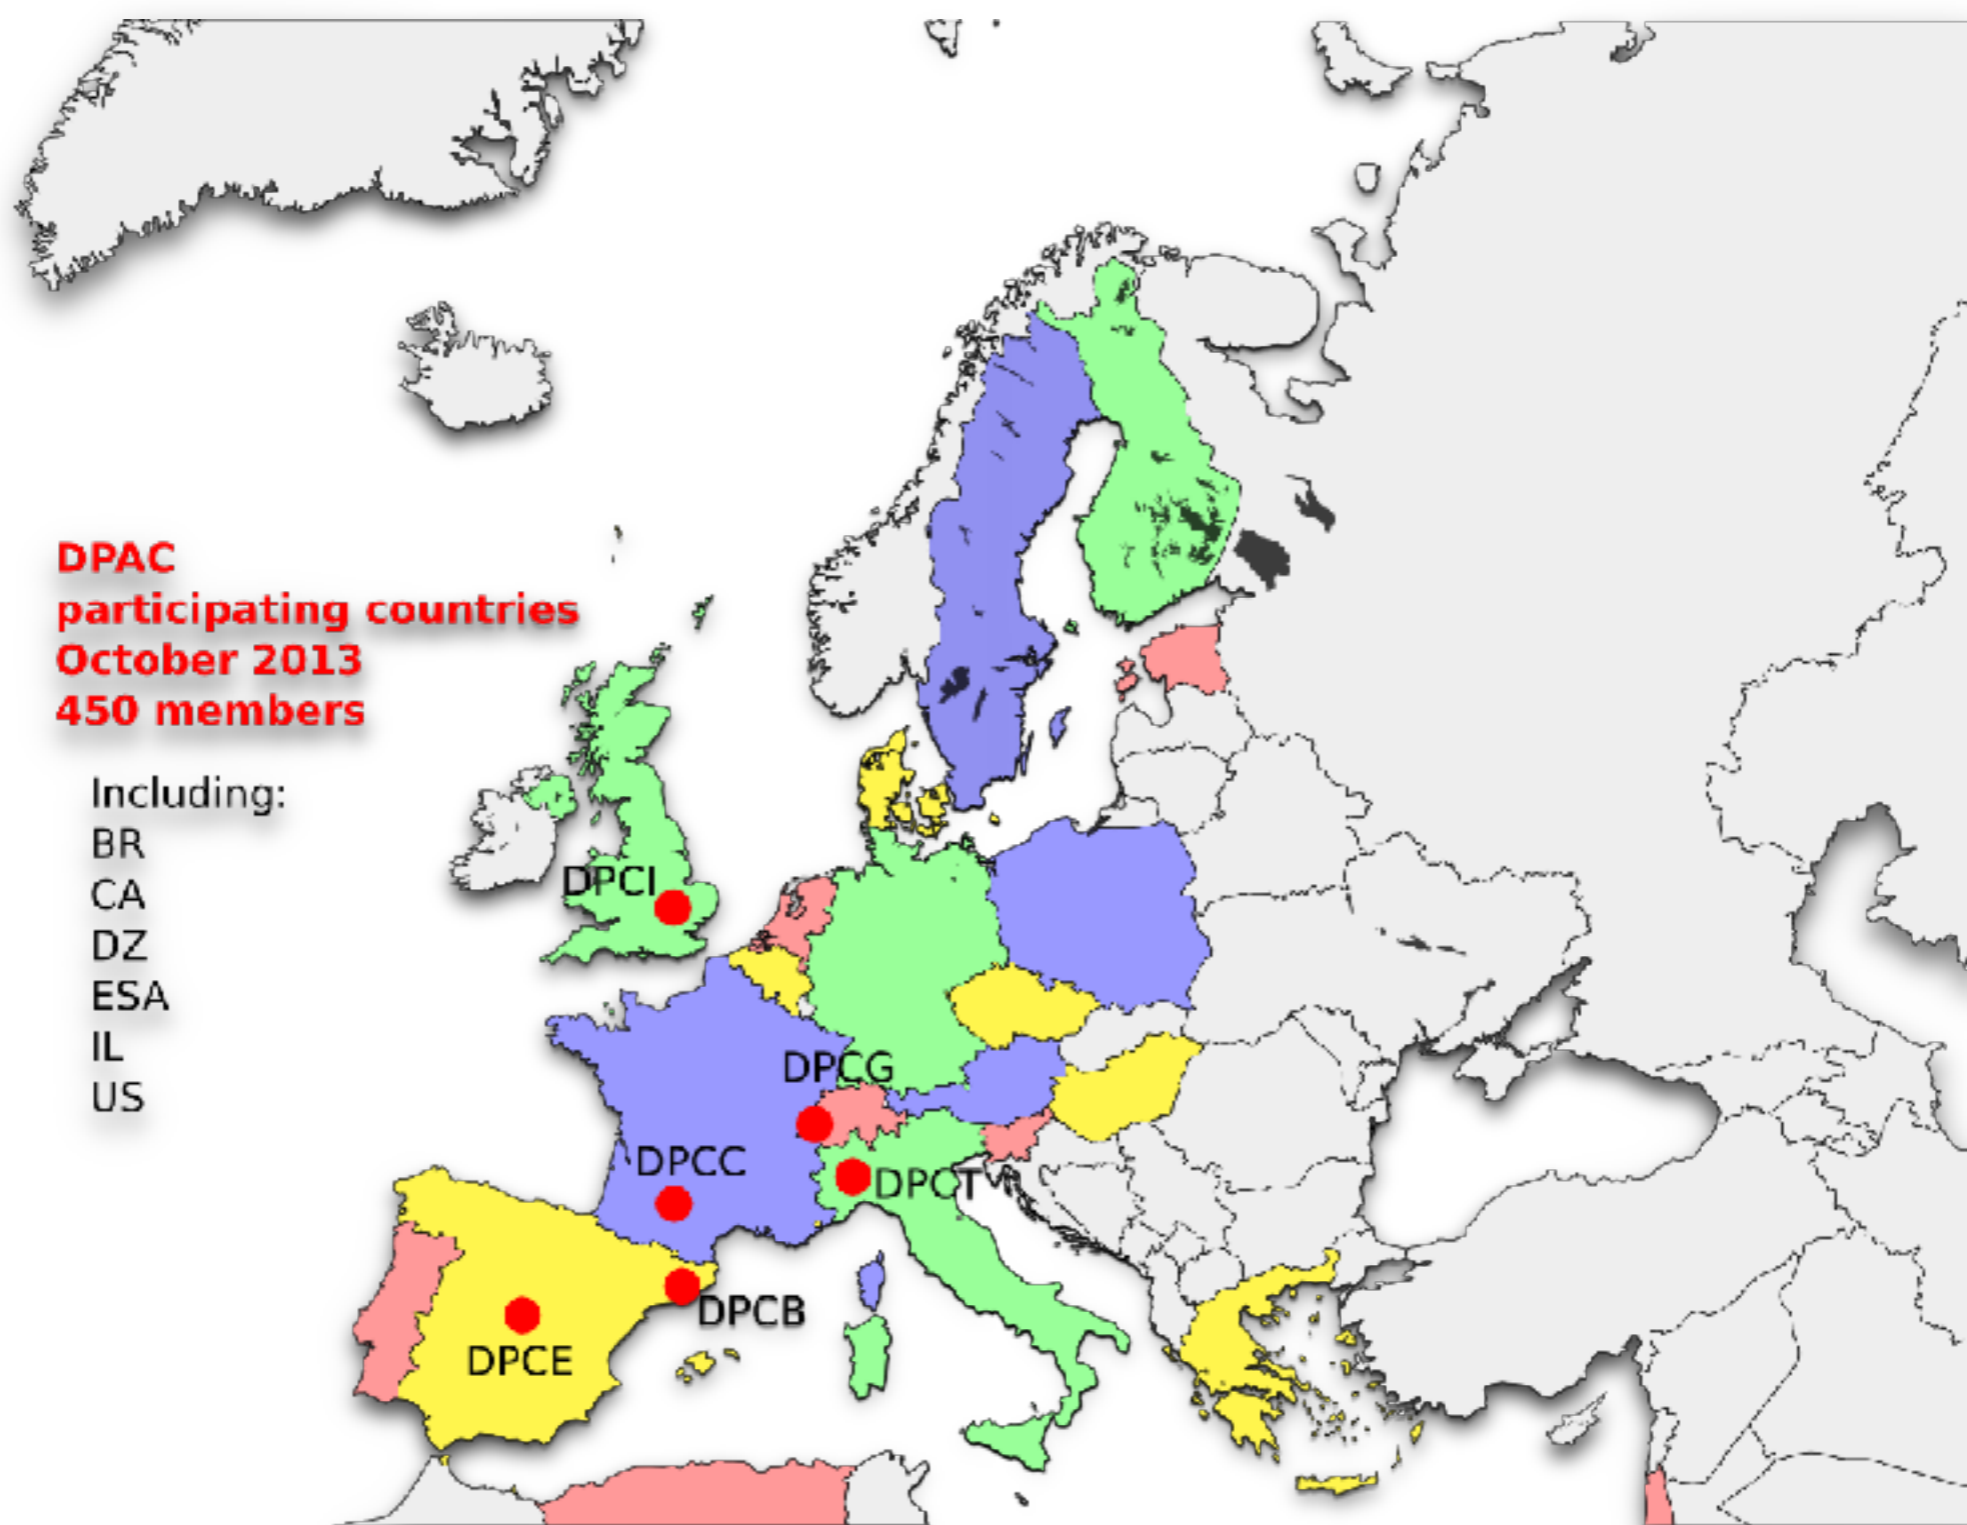 DPAC
participating countries
October 2013
450 members
Including:
BR
CA
DZ
ESA
IL
US
DPCI
DPCG
DPCC
DPCT
DPCB
DPCE